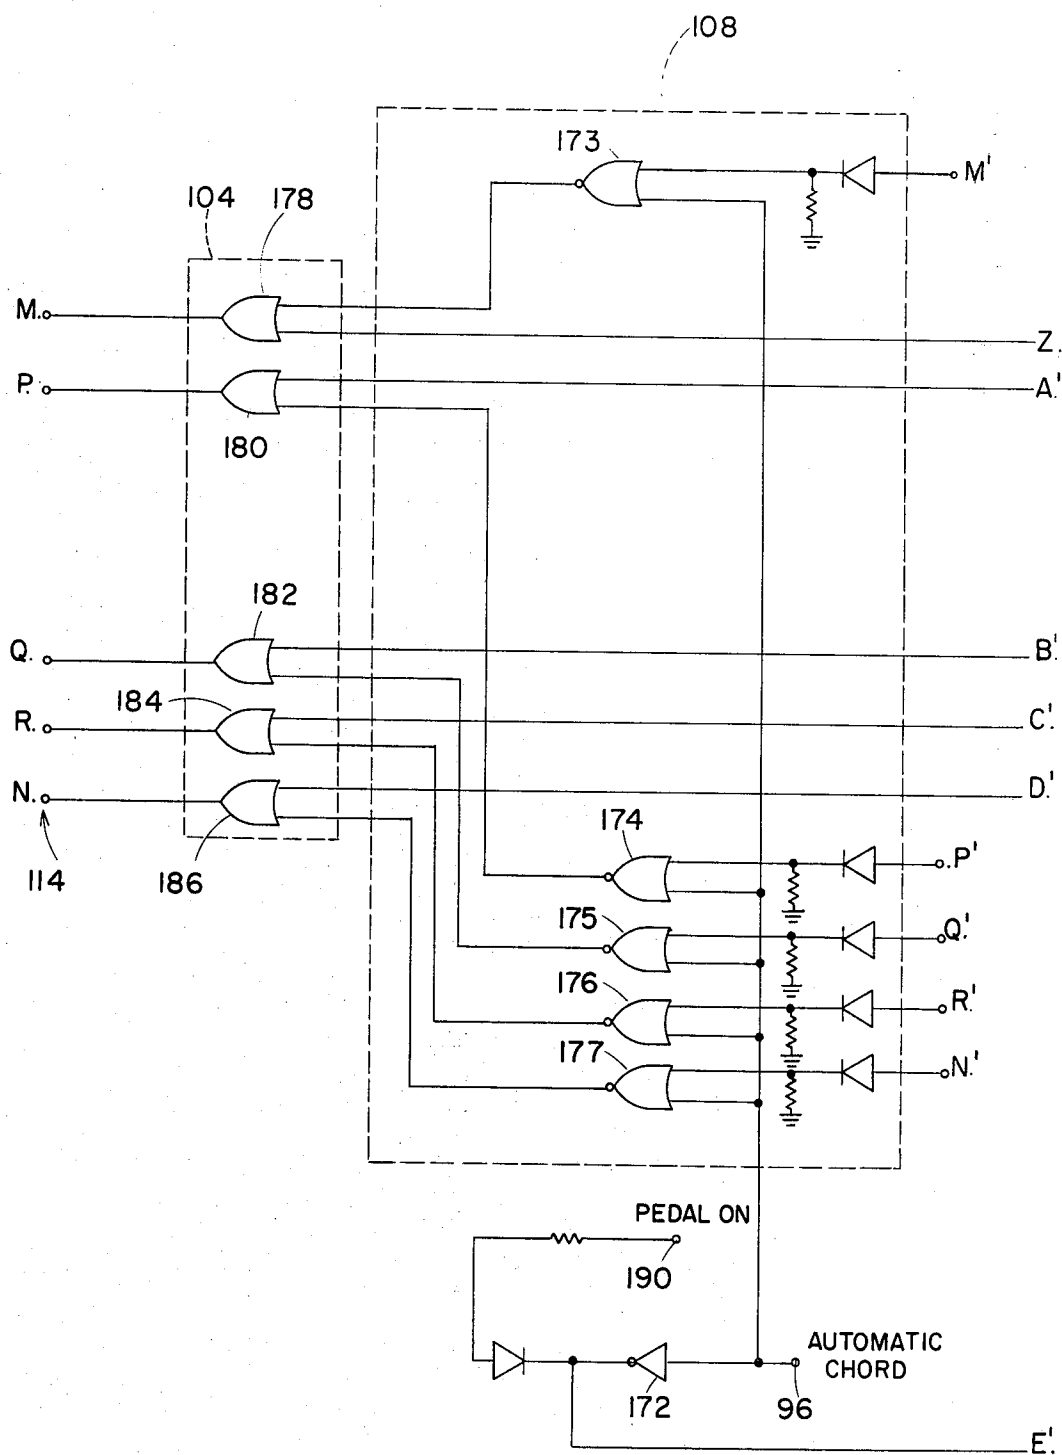 108
173
M'
104 178
M.
Z.
P.
A.'
180
182
Q.
B.'
184
R.
C.'
N.
D.'
174
114
186
.P'
175
Q.'
176
R.'
177
N.'
PEDAL ON
190
AUTOMATIC
CHORD
172
96
E.'